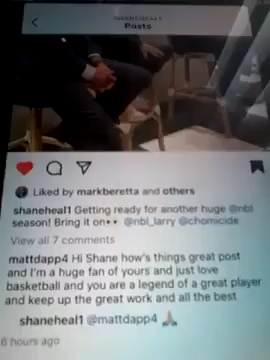 SHANEHEAL1
Posts
Liked by markberetta and others
shaneheal1 Getting ready for another huge @nbl
season! Bring it on👀 @nbl_larry @chomicide
View all 7 comments
mattdapp4 Hi Shane how's things great post
and I'm a huge fan of yours and just love
basketball and you are a legend of a great player
and keep up the great work and all the best
shaneheal1 @mattdapp4 🙏🏼
6 hours ago